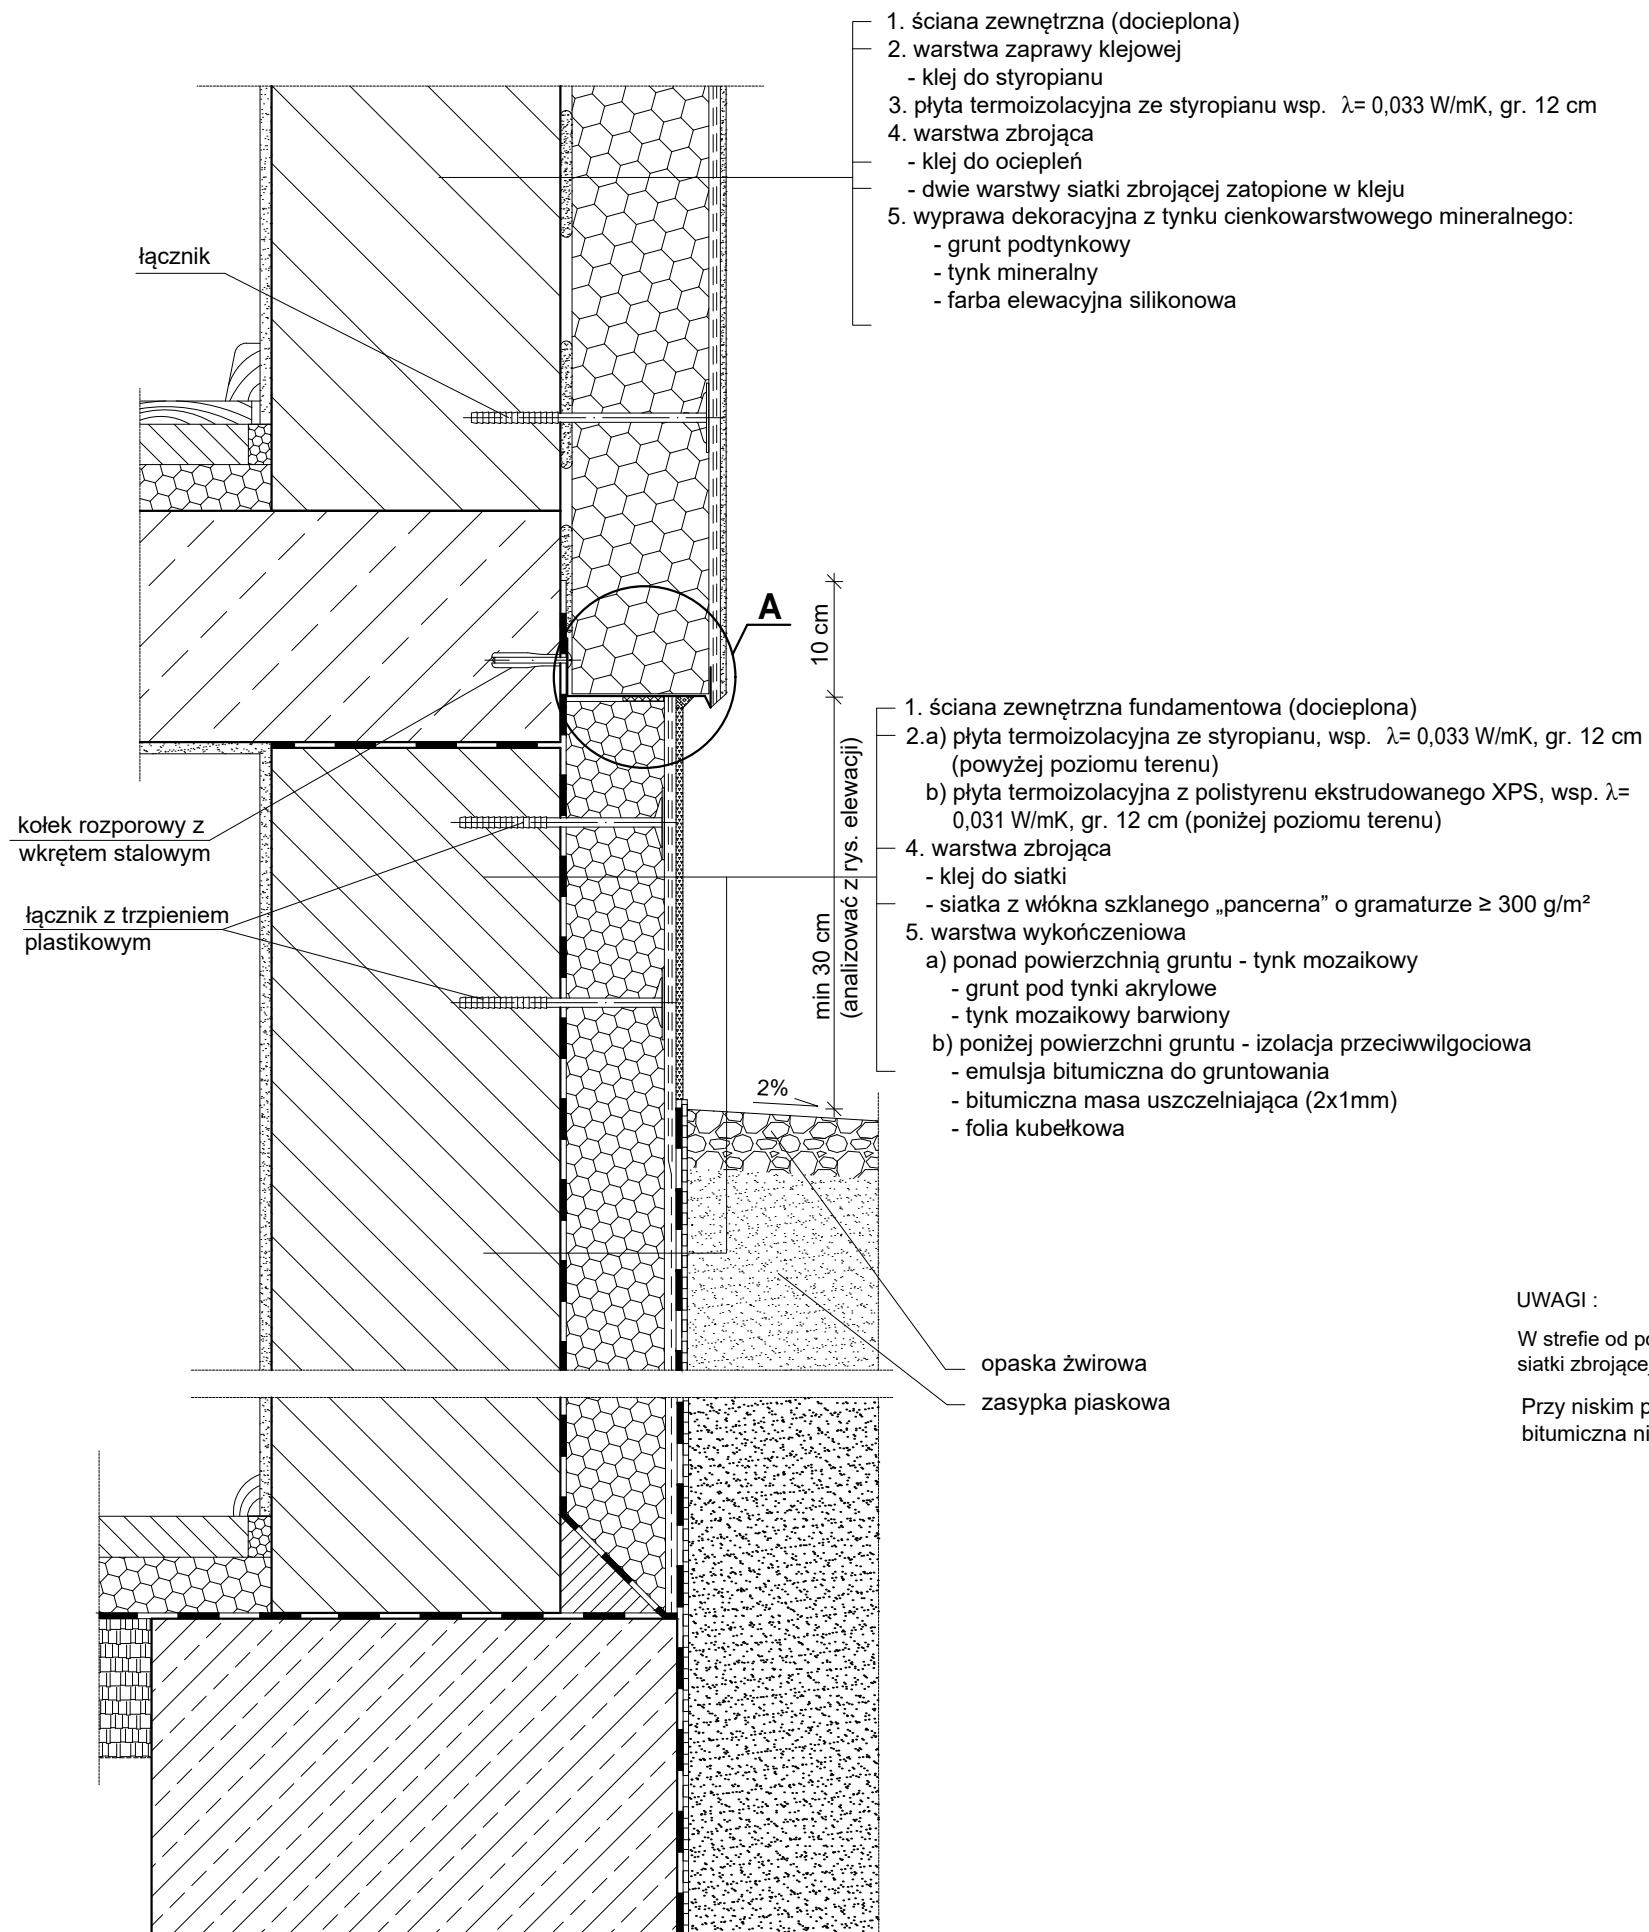 1. ściana zewnętrzna (docieplona)
2. warstwa zaprawy klejowej
- klej do styropianu
3. płyta termoizolacyjna ze styropianu wsp. λ= 0,033 W/mK, gr. 12 cm
4. warstwa zbrojąca
- klej do ociepleń
- dwie warstwy siatki zbrojącej zatopione w kleju
5. wyprawa dekoracyjna z tynku cienkowarstwowego mineralnego:
- grunt podtynkowy
- tynk mineralny
- farba elewacyjna silikonowa
łącznik
A
10 cm
kołek rozporowy z
wkrętem stalowym
łącznik z trzpieniem
plastikowym
min 30 cm
(analizować z rys. elewacji)
2%
1. ściana zewnętrzna fundamentowa (docieplona)
2.a) płyta termoizolacyjna ze styropianu, wsp. λ= 0,033 W/mK, gr. 12 cm
(powyżej poziomu terenu)
b) płyta termoizolacyjna z polistyrenu ekstrudowanego XPS, wsp. λ=
0,031 W/mK, gr. 12 cm (poniżej poziomu terenu)
4. warstwa zbrojąca
- klej do siatki
- siatka z włókna szklanego „pancerna” o gramaturze ≥ 300 g/m²
5. warstwa wykończeniowa
a) ponad powierzchnią gruntu - tynk mozaikowy
- grunt pod tynki akrylowe
- tynk mozaikowy barwiony
b) poniżej powierzchni gruntu - izolacja przeciwwilgociowa
- emulsja bitumiczna do gruntowania
- bitumiczna masa uszczelniająca (2x1mm)
- folia kubełkowa
opaska żwirowa
zasypka piaskowa
UWAGI :
W strefie od
siatki
Przy niskim
bitumiczna